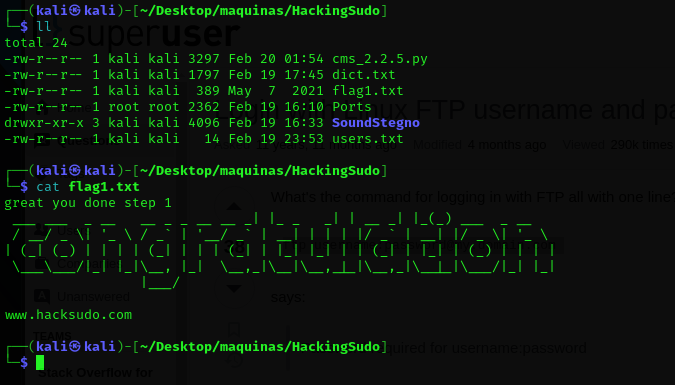 ┌──(kali㉿kali)-[~/Desktop/maquinas/HackingSudo]
└─$ ll
total 24
-rw-r--r-- 1 kali kali 3297 Feb 20 01:54 cms_2.2.5.py
-rw-r--r-- 1 kali kali 1797 Feb 19 17:45 dict.txt
-rw-r--r-- 1 kali kali  389 May  7  2021 flag1.txt
-rw-r--r-- 1 root root 2362 Feb 19 16:10 Ports
drwxr-xr-x 3 kali kali 4096 Feb 19 16:33 SoundStegno
-rw-r--r-- 1 kali kali   14 Feb 19 23:53 users.txt
┌──(kali㉿kali)-[~/Desktop/maquinas/HackingSudo]
└─$ cat flag1.txt
great you done step 1
congratulation
www.hacksudo.com
┌──(kali㉿kali)-[~/Desktop/maquinas/HackingSudo]
└─$
superuser
FTP username and pa
Modified 4 months ago Viewed 290k times
What's the command for logging in with FTP all with one line?
Unanswered
says:
TEAMS
username:password
Stack Overflow for